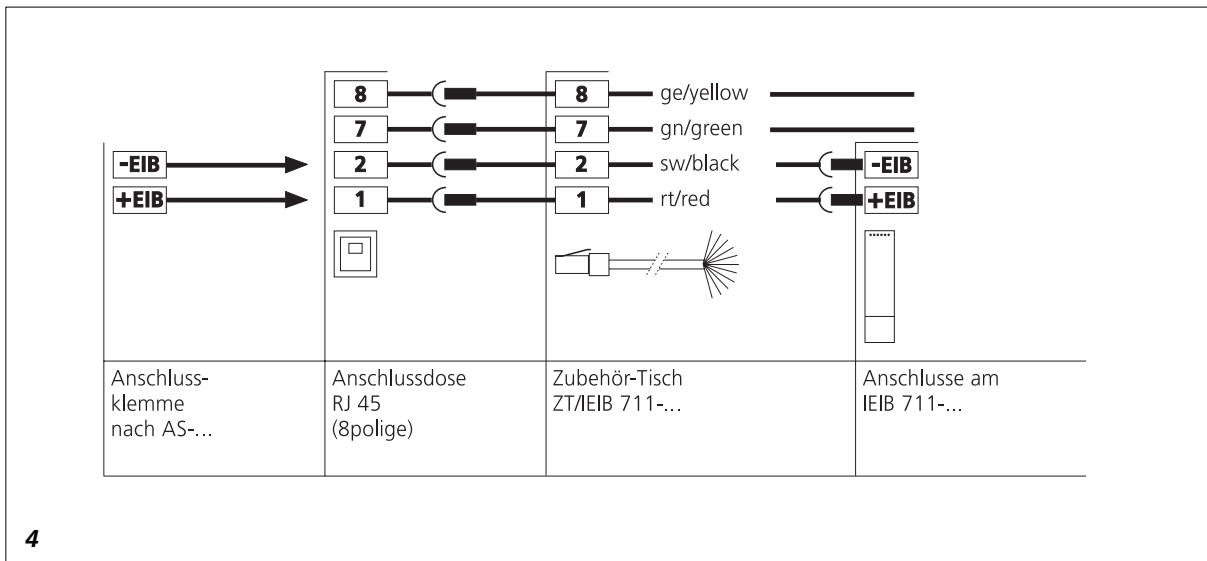 8 8 ge/yellow
7 7 gn/green
-EIB 2 2 sw/black -EIB
+EIB 1 1 rt/red +EIB
Anschluss-
klemme
nach AS-...
Anschlussdose
RJ 45
(8polige)
Zubehör-Tisch
ZT/IEIB 711-...
Anschlusse am
IEIB 711-...
4